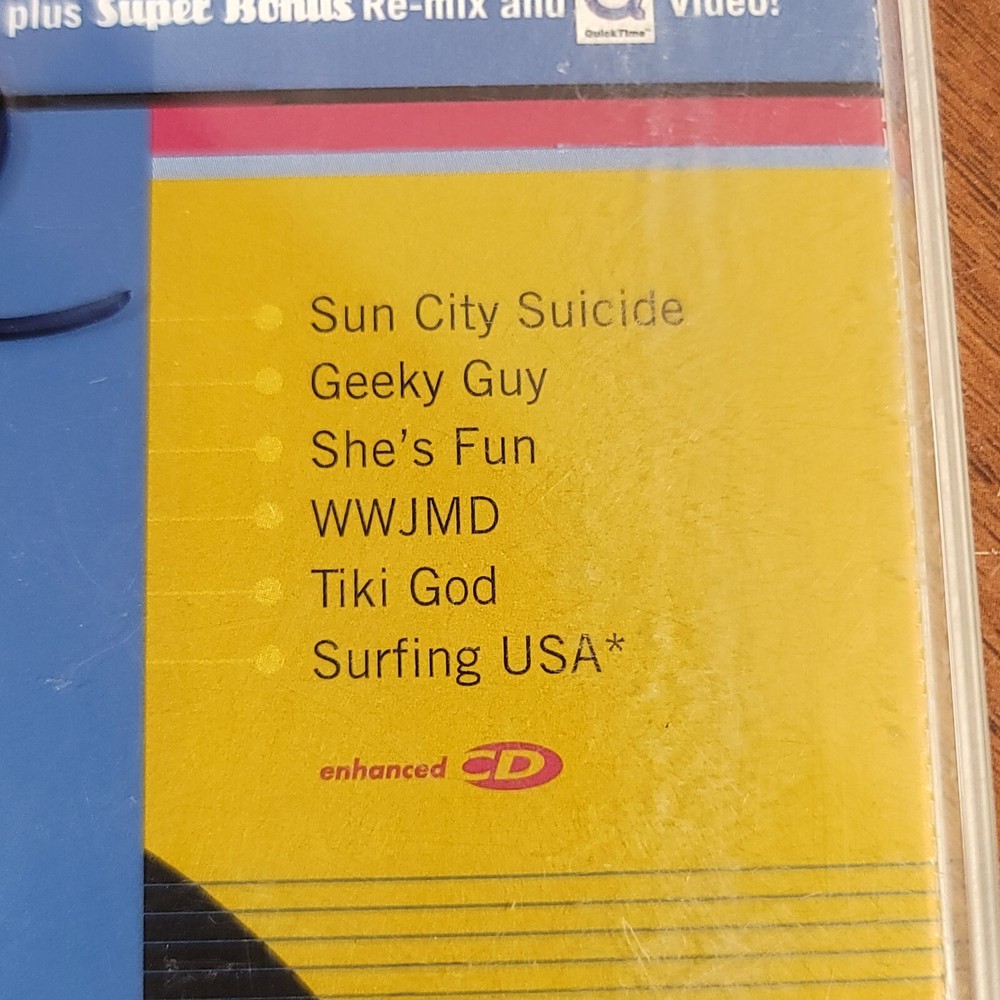 plus Super Bonus Re-mix and video!
QuickTime™
Sun City Suicide
Geeky Guy
She's Fun
WWJMD
Tiki God
Surfing USA*
enhanced CD